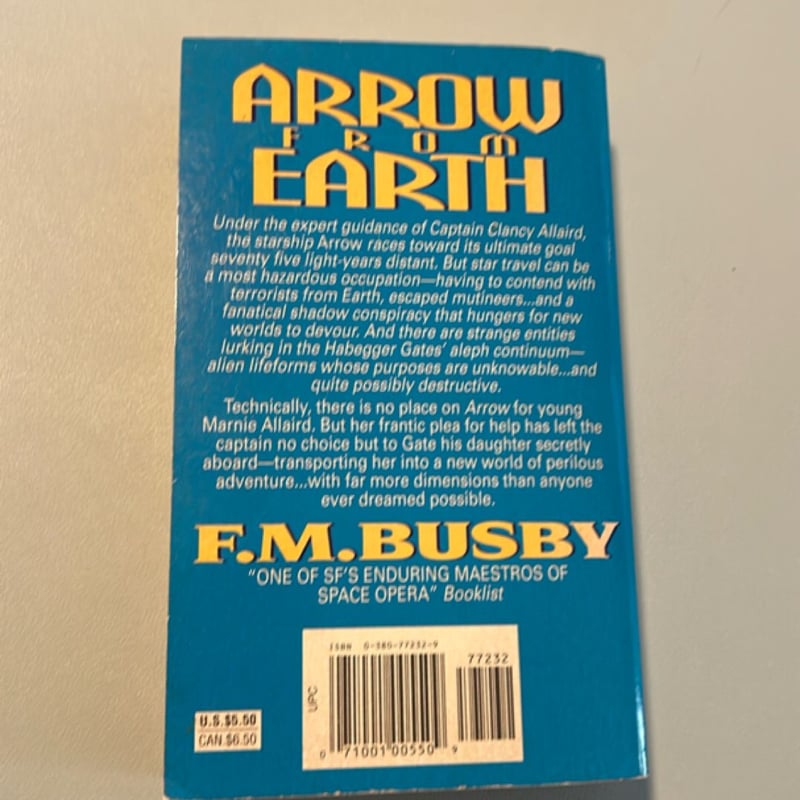 ARROW
FROM
EARTH
Under the expert guidance of Captain Clancy Allaird,
the starship Arrow races toward its ultimate goal
seventy five light-years distant. But star travel can be
a most hazardous occupation—having to contend with
terrorists from Earth, escaped mutineers...and a
fanatical shadow conspiracy that hungers for new
worlds to devour. And there are strange entities
lurking in the Habegger Gates' aleph continuum—
alien lifeforms whose purposes are unknowable...and
quite possibly destructive.
Technically, there is no place on Arrow for young
Marnie Allaird. But her frantic plea for help has left the
captain no choice but to Gate his daughter secretly
aboard—transporting her into a new world of perilous
adventure...with far more dimensions than anyone
ever dreamed possible.
F.M.BUSBY
"ONE OF SF'S ENDURING MAESTROS OF
SPACE OPERA" Booklist
ISBN 0-380-77232-9
77232
UPC
U.S.$5.50
CAN.$6.50
0 71001 00550 9